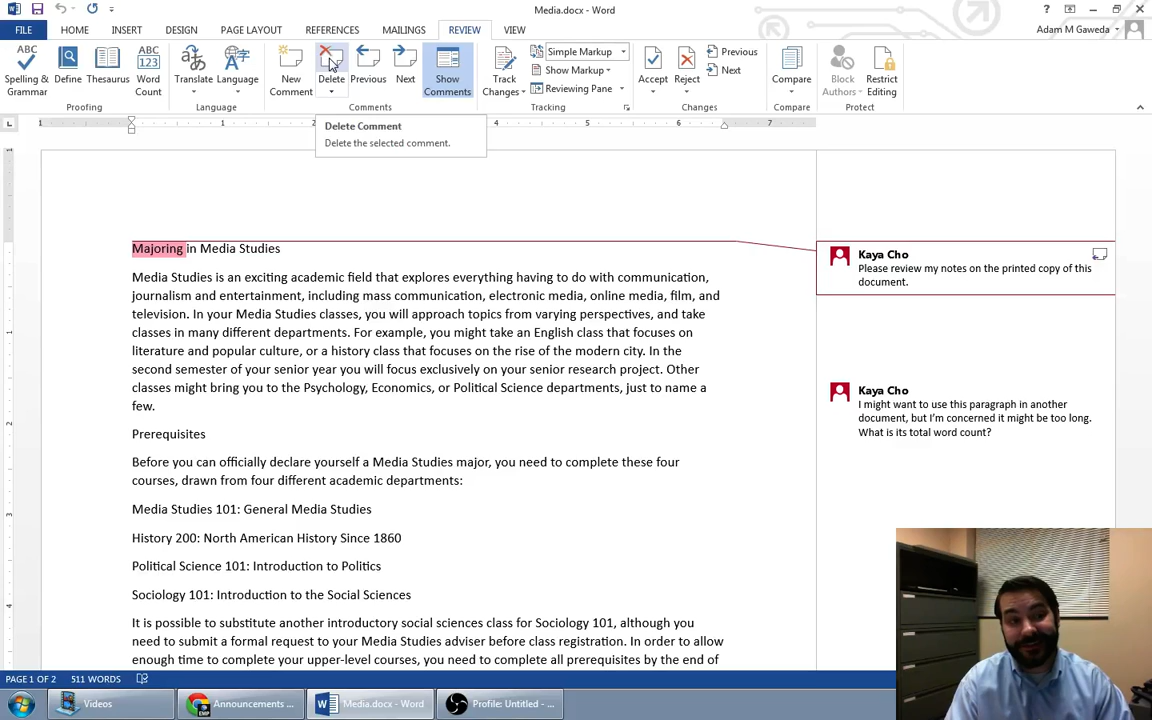 Media.docx - Word
FILE HOME INSERT DESIGN PAGE LAYOUT REFERENCES MAILINGS REVIEW VIEW
Adam M Gaweda
ABC
Spelling & Grammar
Define
Thesaurus
ABC
123
Word Count
Translate
Language
New Comment
Delete
Previous
Next
Show Comments
Track Changes
Simple Markup
Show Markup
Reviewing Pane
Accept
Reject
Previous
Next
Compare
Block Authors
Restrict Editing
Proofing
Language
Comments
Tracking
Changes
Compare
Protect
Delete Comment
Delete the selected comment.
1 1 2 4 5 6 7
Majoring in Media Studies
Media Studies is an exciting academic field that explores everything having to do with communication,
journalism and entertainment, including mass communication, electronic media, online media, film, and
television. In your Media Studies classes, you will approach topics from varying perspectives, and take
classes in many different departments. For example, you might take an English class that focuses on
literature and popular culture, or a history class that focuses on the rise of the modern city. In the
second semester of your senior year you will focus exclusively on your senior research project. Other
classes might bring you to the Psychology, Economics, or Political Science departments, just to name a
few.
Prerequisites
Before you can officially declare yourself a Media Studies major, you need to complete these four
courses, drawn from four different academic departments:
Media Studies 101: General Media Studies
History 200: North American History Since 1860
Political Science 101: Introduction to Politics
Sociology 101: Introduction to the Social Sciences
It is possible to substitute another introductory social sciences class for Sociology 101, although you
need to submit a formal request to your Media Studies adviser before class registration. In order to allow
enough time to complete your upper-level courses, you need to complete all prerequisites by the end of
Kaya Cho
Please review my notes on the printed copy of this
document.
Kaya Cho
I might want to use this paragraph in another
document, but I'm concerned it might be too long.
What is its total word count?
PAGE 1 OF 2 511 WORDS
Videos
Announcements ...
Media.docx - Word
Profile: Untitled - ...